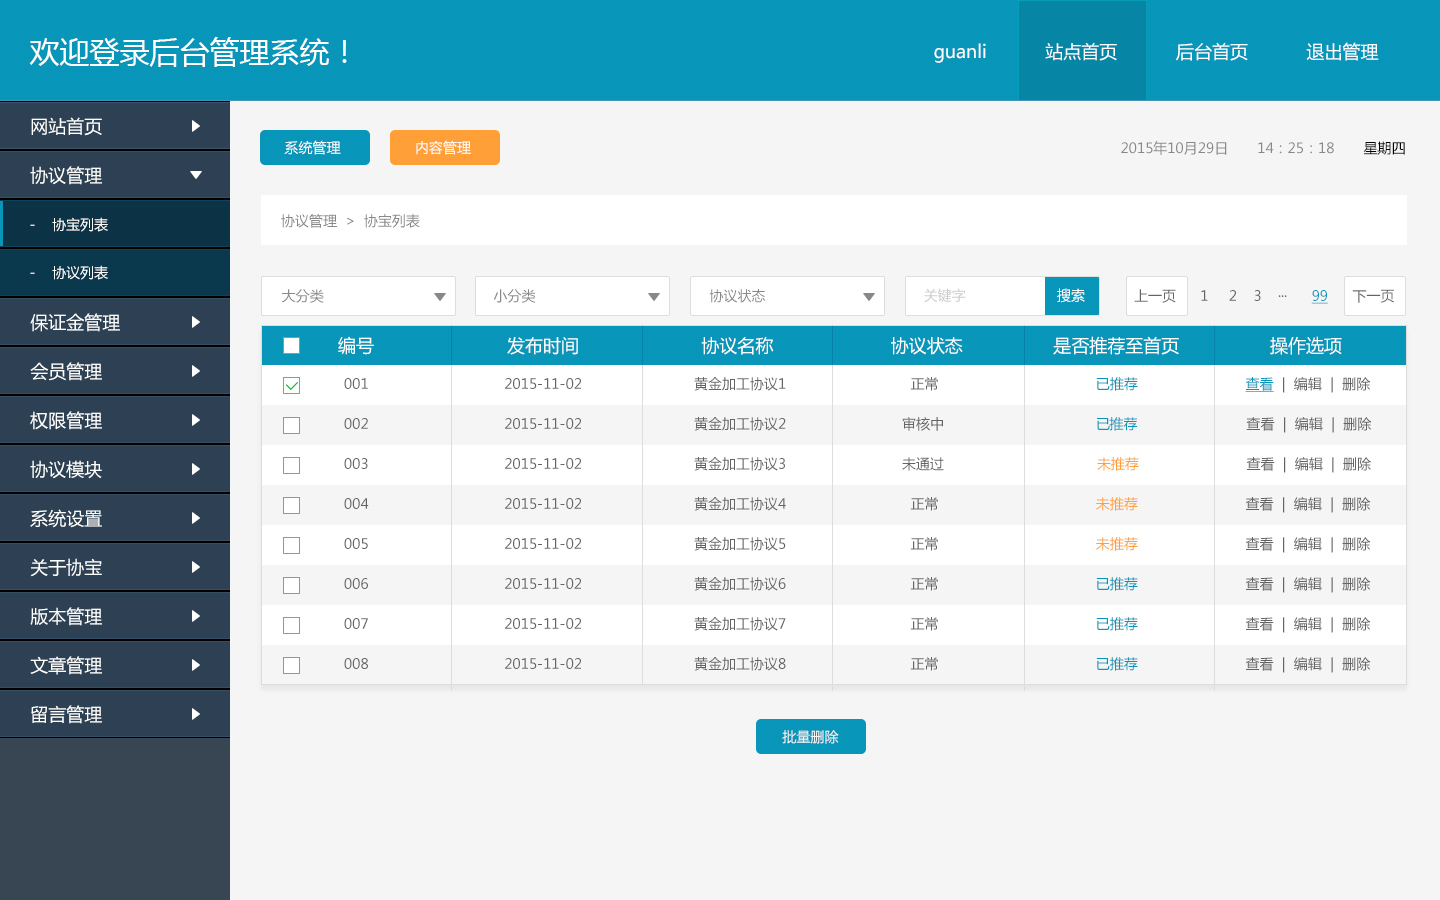 欢迎登录后台管理系统！
guanli 站点首页 后台首页 退出管理
网站首页
协议管理
- 协宝列表
- 协议列表
保证金管理
会员管理
权限管理
协议模块
系统设置
关于协宝
版本管理
文章管理
留言管理
系统管理 内容管理 2015年10月29日 14 : 25 : 18 星期四
协议管理 > 协宝列表
大分类 小分类 协议状态 关键字 搜索 上一页 1 2 3 ··· 99 下一页
编号 发布时间 协议名称 协议状态 是否推荐至首页 操作选项
001 2015-11-02 黄金加工协议1 正常 已推荐 查看 | 编辑 | 删除
002 2015-11-02 黄金加工协议2 审核中 已推荐 查看 | 编辑 | 删除
003 2015-11-02 黄金加工协议3 未通过 未推荐 查看 | 编辑 | 删除
004 2015-11-02 黄金加工协议4 正常 未推荐 查看 | 编辑 | 删除
005 2015-11-02 黄金加工协议5 正常 未推荐 查看 | 编辑 | 删除
006 2015-11-02 黄金加工协议6 正常 已推荐 查看 | 编辑 | 删除
007 2015-11-02 黄金加工协议7 正常 已推荐 查看 | 编辑 | 删除
008 2015-11-02 黄金加工协议8 正常 已推荐 查看 | 编辑 | 删除
批量删除